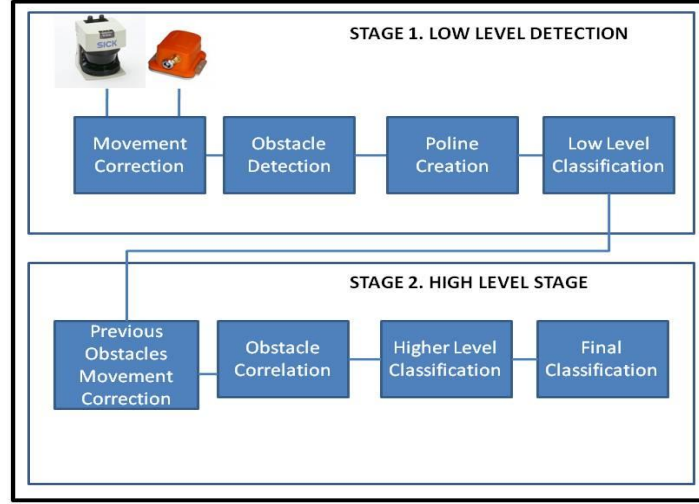 STAGE 1. LOW LEVEL DETECTION
SICK
Movement
Correction
Obstacle
Detection
Poline
Creation
Low Level
Classification
STAGE 2. HIGH LEVEL STAGE
Previous
Obstacles
Movement
Correction
Obstacle
Correlation
Higher Level
Classification
Final
Classification